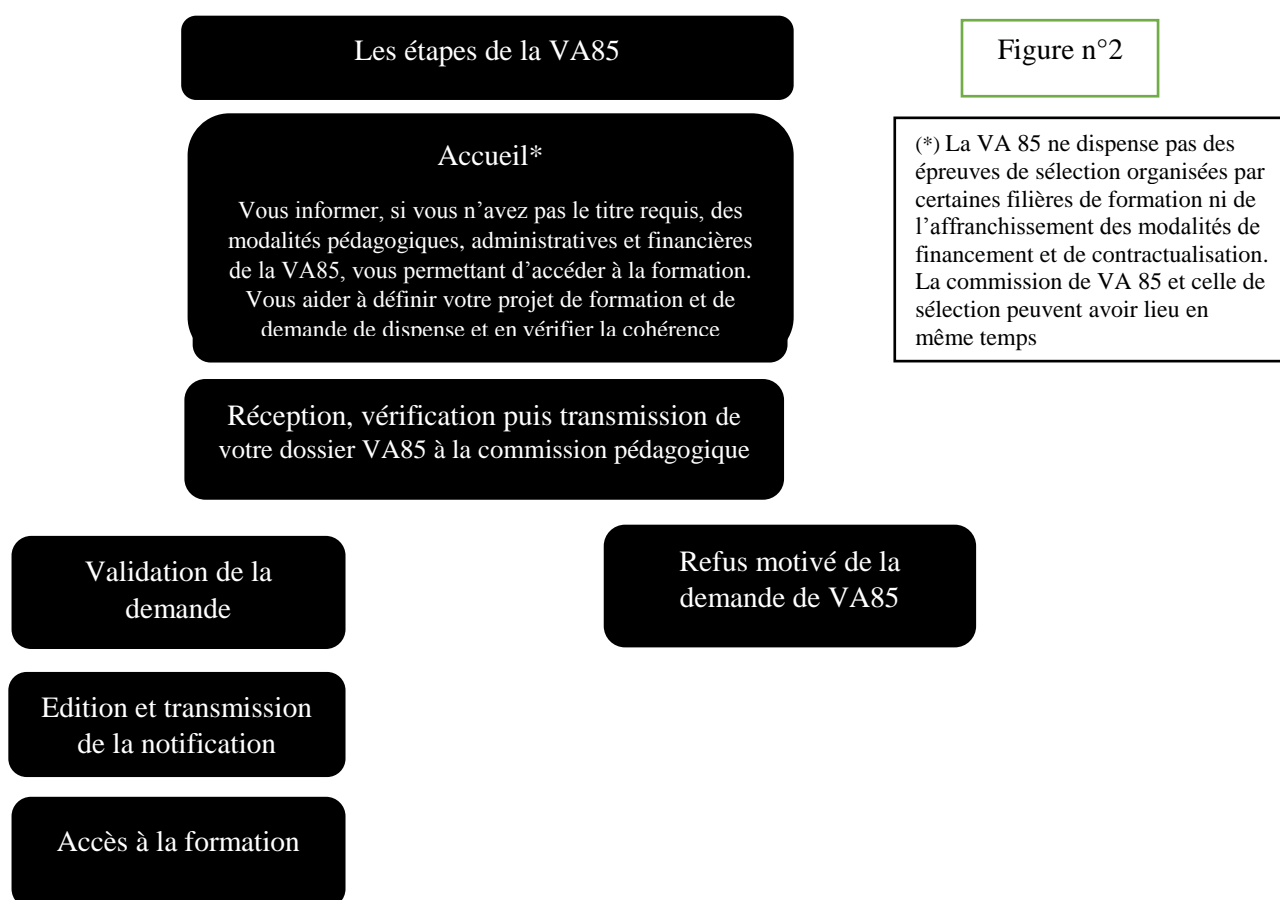 Les étapes de la VA85
Figure n°2
Accueil*
Vous informer, si vous n’avez pas le titre requis, des
modalités pédagogiques, administratives et financières
de la VA85, vous permettant d’accéder à la formation.
Vous aider à définir votre projet de formation et de
demande de dispense et en vérifier la cohérence
(*) La VA 85 ne dispense pas des
épreuves de sélection organisées par
certaines filières de formation ni de
l’affranchissement des modalités de
financement et de contractualisation.
La commission de VA 85 et celle de
sélection peuvent avoir lieu en
même temps
Réception, vérification puis transmission de
votre dossier VA85 à la commission pédagogique
Validation de la
demande
Refus motivé de la
demande de VA85
Edition et transmission
de la notification
Accès à la formation